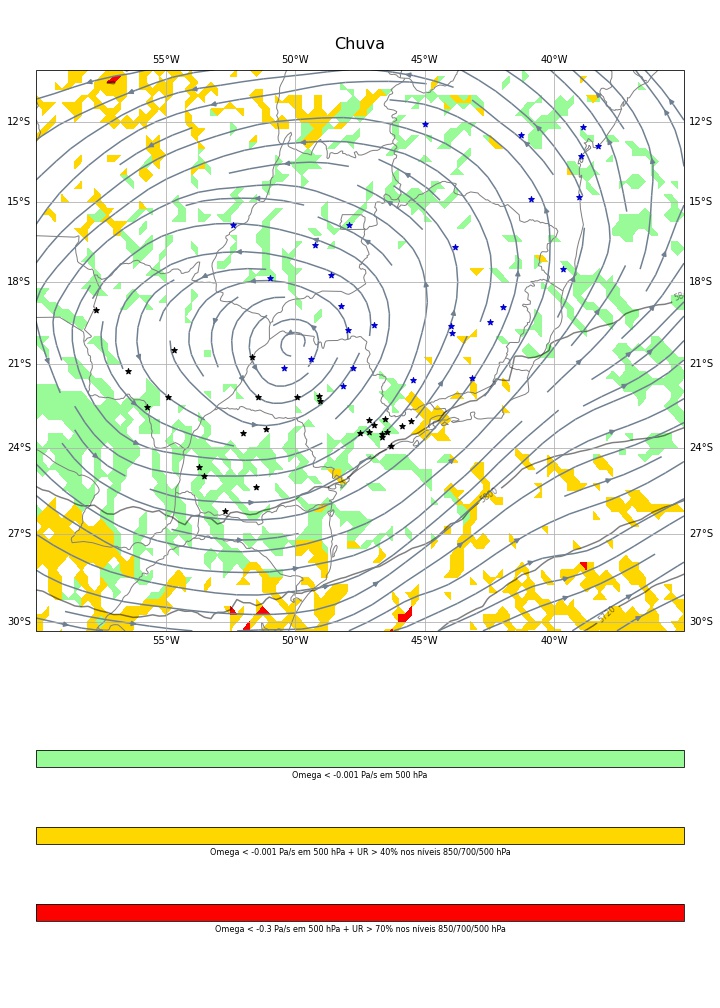 Chuva
55°W 50°W 45°W 40°W
12°S 12°S
15°S 15°S
18°S 18°S
21°S 21°S
24°S 24°S
27°S 27°S
5720
30°S 30°S
55°W 50°W 45°W 40°W
Omega < -0.001 Pa/s em 500 hPa
Omega < -0.001 Pa/s em 500 hPa + UR > 40% nos níveis 850/700/500 hPa
Omega < -0.3 Pa/s em 500 hPa + UR > 70% nos níveis 850/700/500 hPa